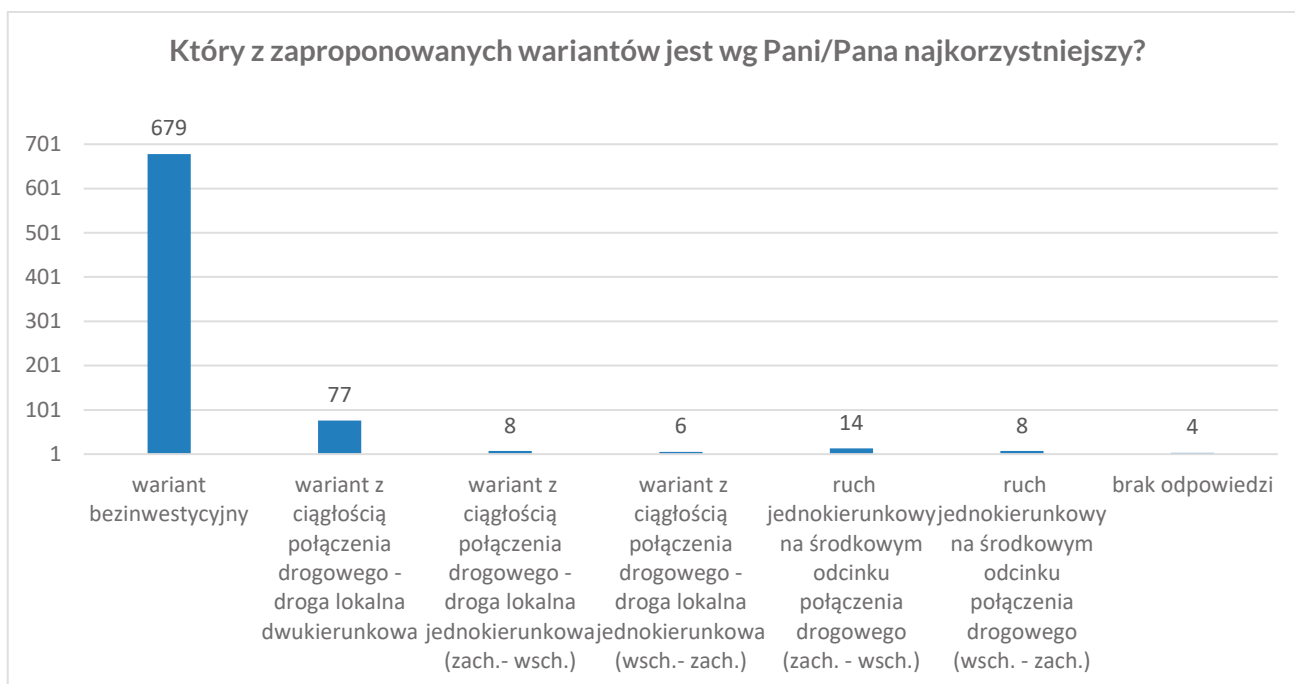 Który z zaproponowanych wariantów jest wg Pani/Pana najkorzystniejszy?
679
701
601
501
401
301
201
101
1
77
8
6
14
8
4
wariant
bezinwestycyjny
wariant z
ciągłością
połączenia
drogowego -
droga lokalna
dwukierunkowa
wariant z
ciągłością
połączenia
drogowego -
droga lokalna
jednokierunkowa
(zach.- wsch.)
wariant z
ciągłością
połączenia
drogowego -
droga lokalna
jednokierunkowa
(wsch.- zach.)
ruch
jednokierunkowy
na środkowym
odcinku
połączenia
drogowego
(zach. - wsch.)
ruch
jednokierunkowy
na środkowym
odcinku
połączenia
drogowego
(wsch. - zach.)
brak odpowiedzi